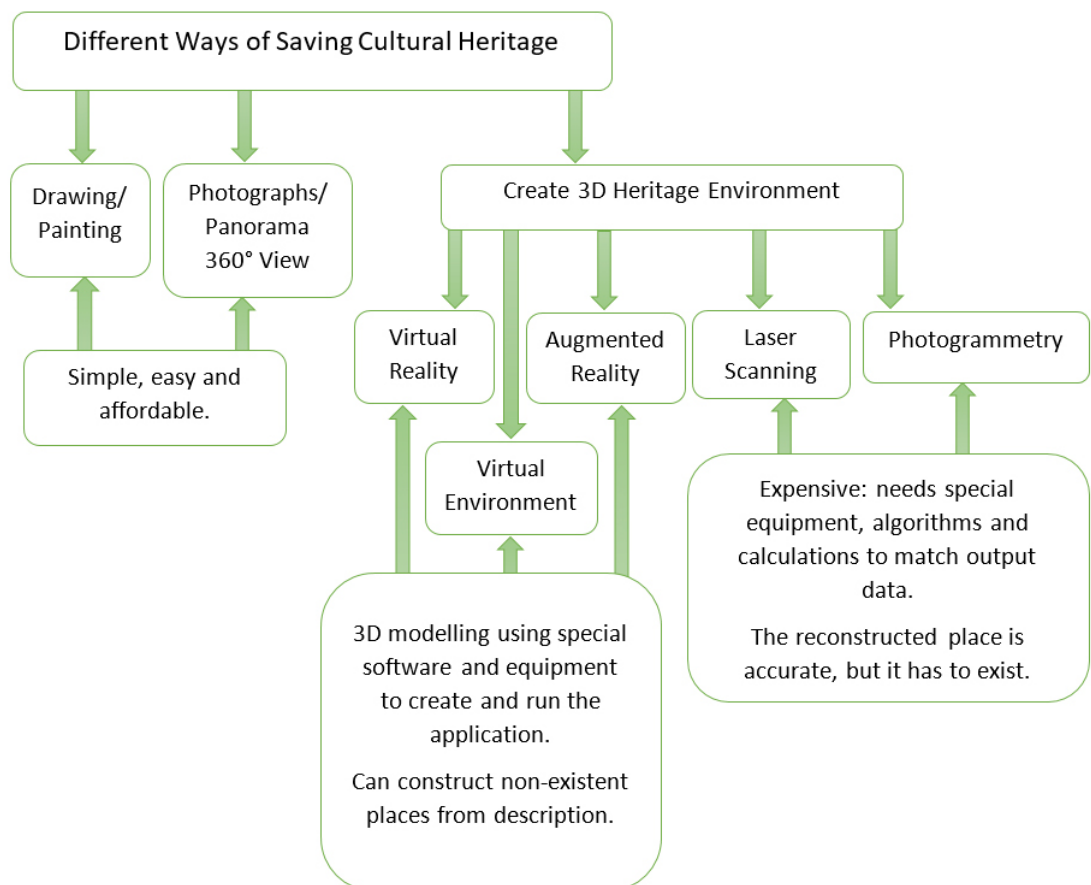 Different Ways of Saving Cultural Heritage
Drawing/
Painting
Photographs/
Panorama
360° View
Create 3D Heritage Environment
Simple, easy and
affordable.
Virtual
Reality
Augmented
Reality
Laser
Scanning
Photogrammetry
Virtual
Environment
3D modelling using special
software and equipment
to create and run the
application.
Can construct non-existent
places from description.
Expensive: needs special
equipment, algorithms and
calculations to match output
data.
The reconstructed place is
accurate, but it has to exist.